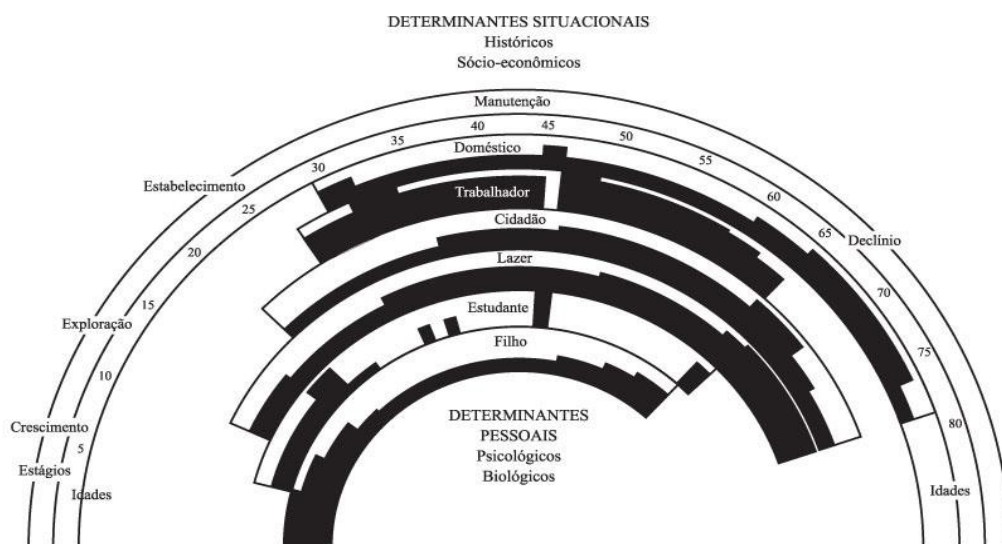 DETERMINANTES SITUACIONAIS
Históricos
Sócio-econômicos
Manutenção
40
45
35
50
Doméstico
30
55
Estabelecimento
Trabalhador
60
25
Cidadão
65
Declínio
20
Lazer
70
15
Estudante
Exploração
Filho
75
10
DETERMINANTES
PESSOAIS
Psicológicos
Biológicos
Crescimento
5
80
Estágios
Idades
Idades